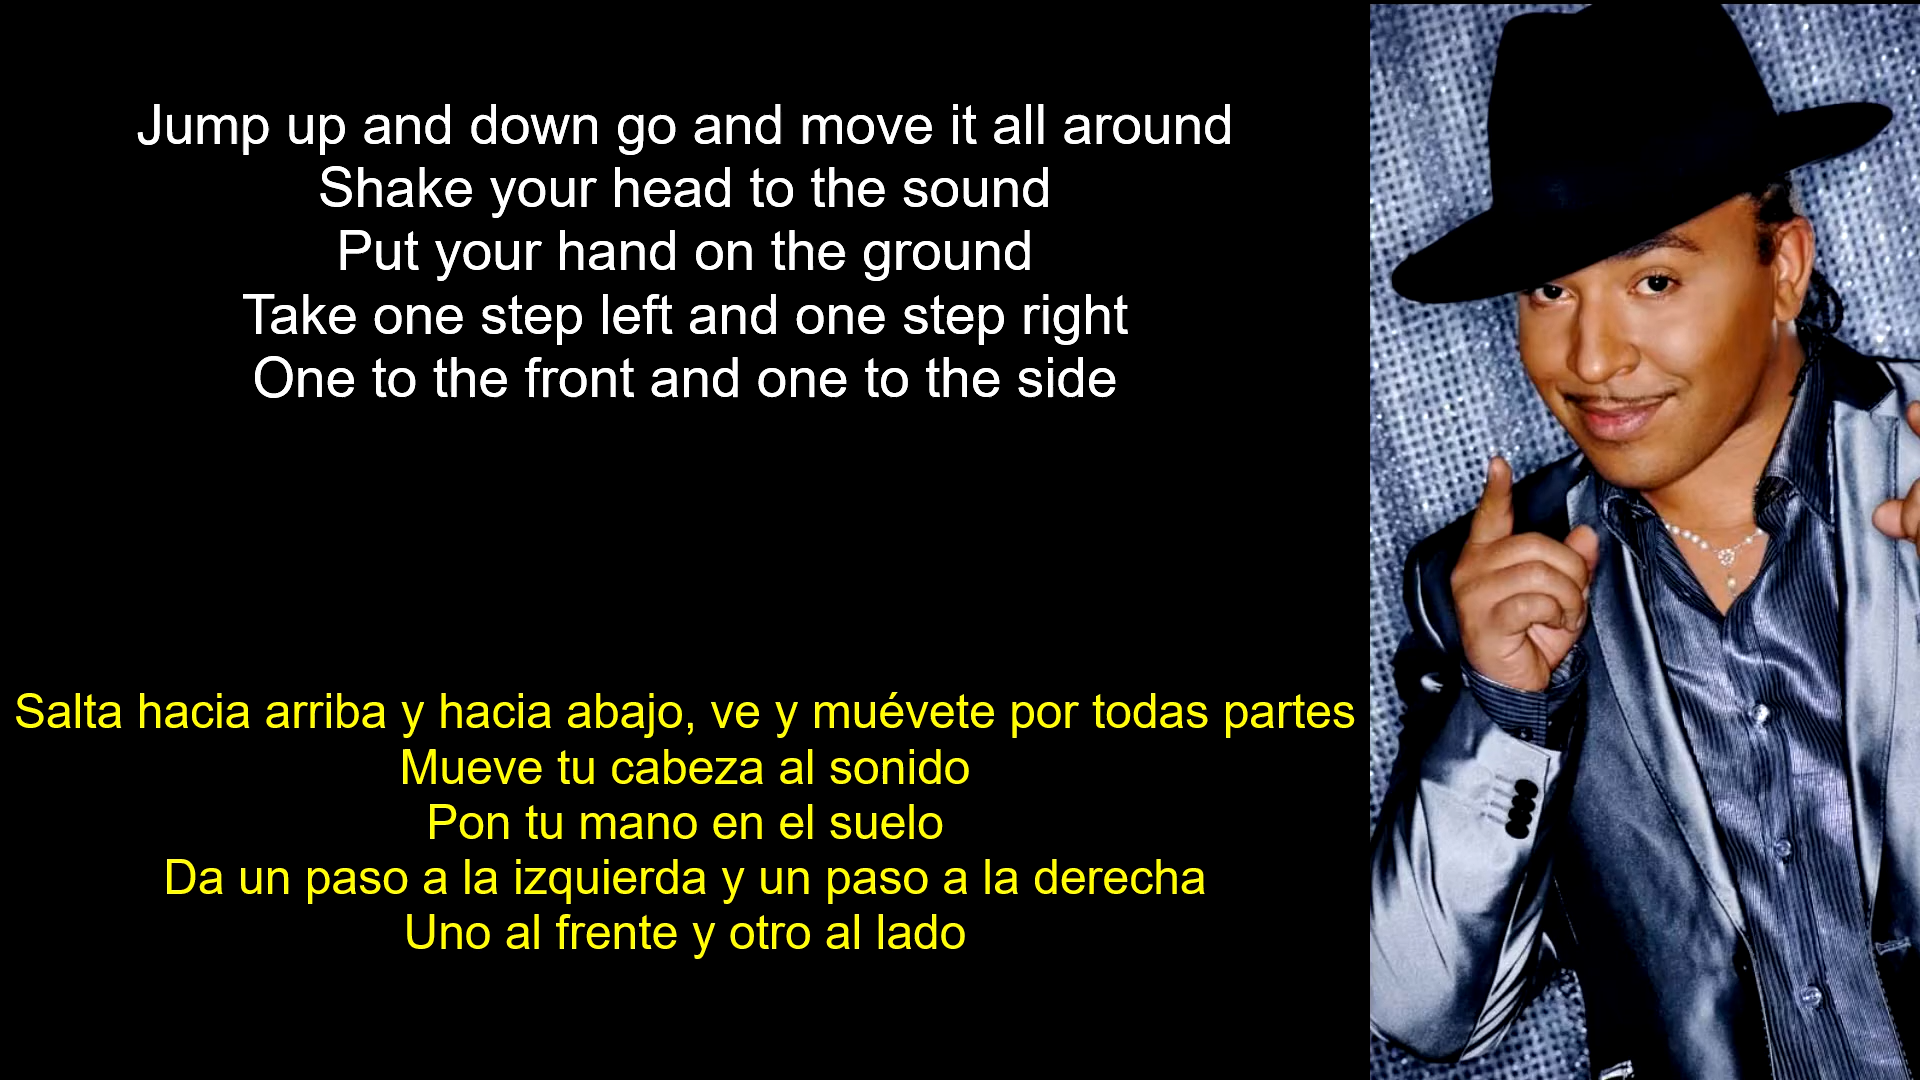 Jump up and down go and move it all around
Shake your head to the sound
Put your hand on the ground
Take one step left and one step right
One to the front and one to the side
Salta hacia arriba y hacia abajo, ve y muévete por todas partes
Mueve tu cabeza al sonido
Pon tu mano en el suelo
Da un paso a la izquierda y un paso a la derecha
Uno al frente y otro al lado